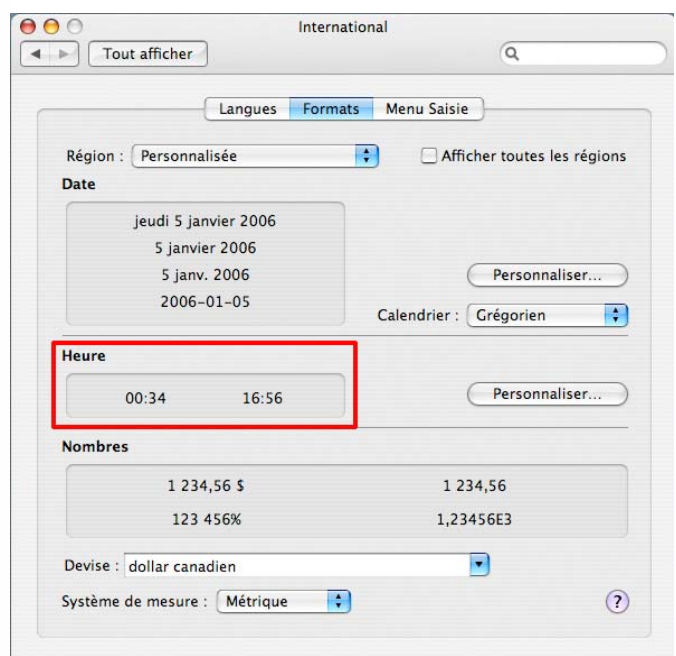 International
Tout afficher
Langues Formats Menu Saisie
Région : Personnalisée Afficher toutes les régions
Date
jeudi 5 janvier 2006
5 janvier 2006
5 janv. 2006
2006-01-05
Personnaliser...
Calendrier : Grégorien
Heure
00:34 16:56
Personnaliser...
Nombres
1 234,56 $ 1 234,56
123 456% 1,23456E3
Devise : dollar canadien
Système de mesure : Métrique ?